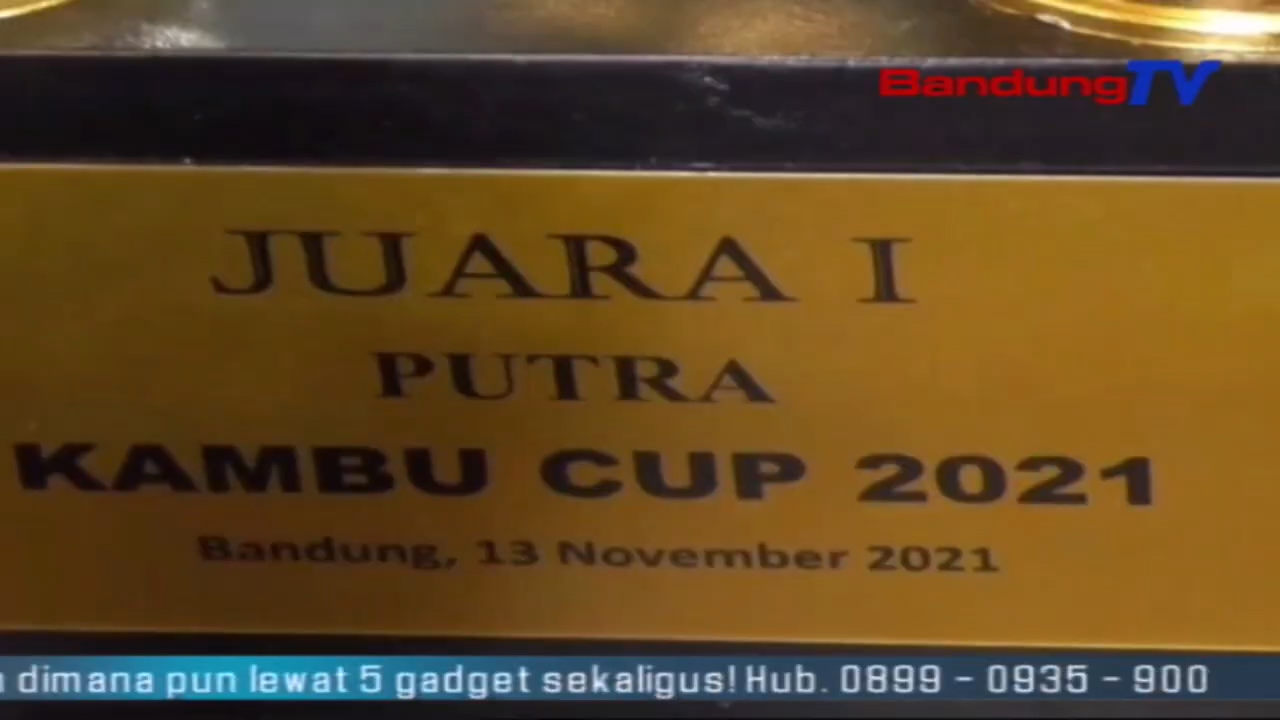 BandungTV
JUARA I
PUTRA
KAMBU CUP 2021
Bandung, 13 November 2021
dimana pun lewat 5 gadget sekaligus! Hub. 0899 - 0935 - 900